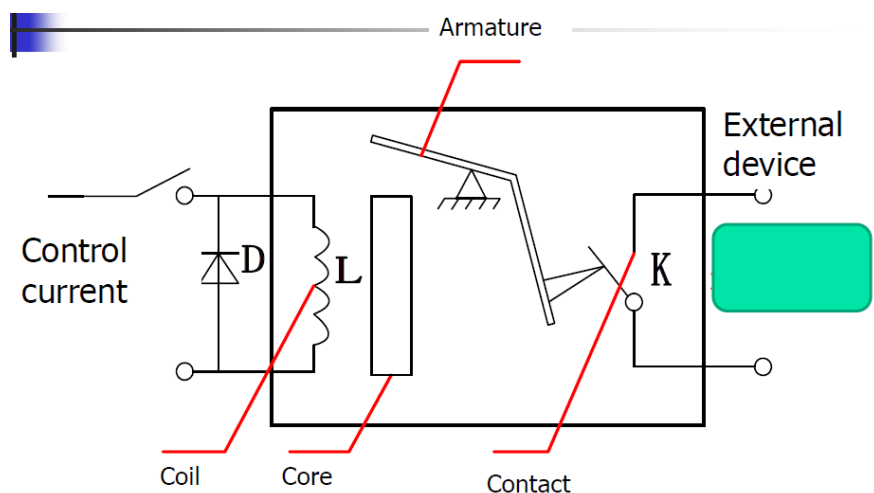 Armature
External
device
Control
current
D
L
K
Coil
Core
Contact